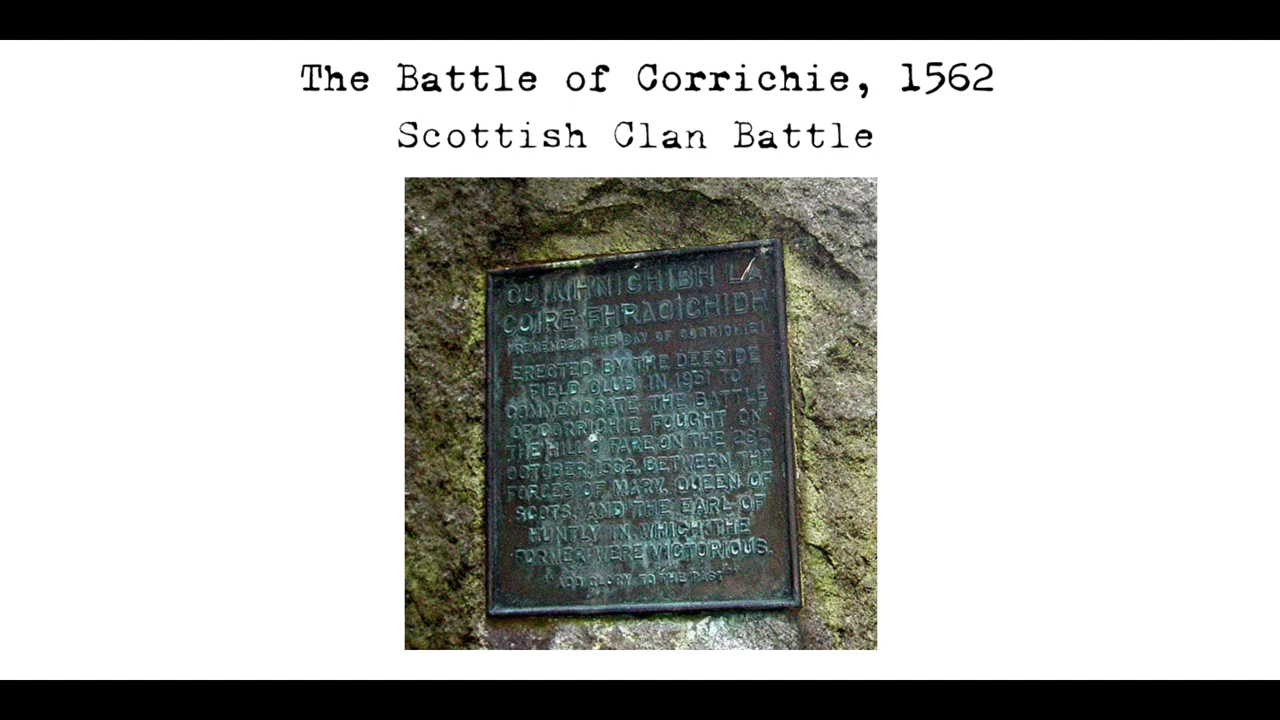 The Battle of Corrichie, 1562
Scottish Clan Battle
CUIMHNICHIBH LA
COIRE FHRAOICHIDH
(REMEMBER THE DAY OF CORRICHIE)
ERECTED BY THE DEESIDE
FIELD CLUB IN 1951 TO
COMMEMORATE THE BATTLE
OF CORRICHIE FOUGHT ON
THE HILL O' FARE ON THE
OCTOBER, 1562, BETWEEN THE
FORCES OF MARY, QUEEN OF
SCOTS, AND THE EARL OF
HUNTLY IN WHICH THE
FORMER WERE VICTORIOUS.
GLORY TO THE PAST"